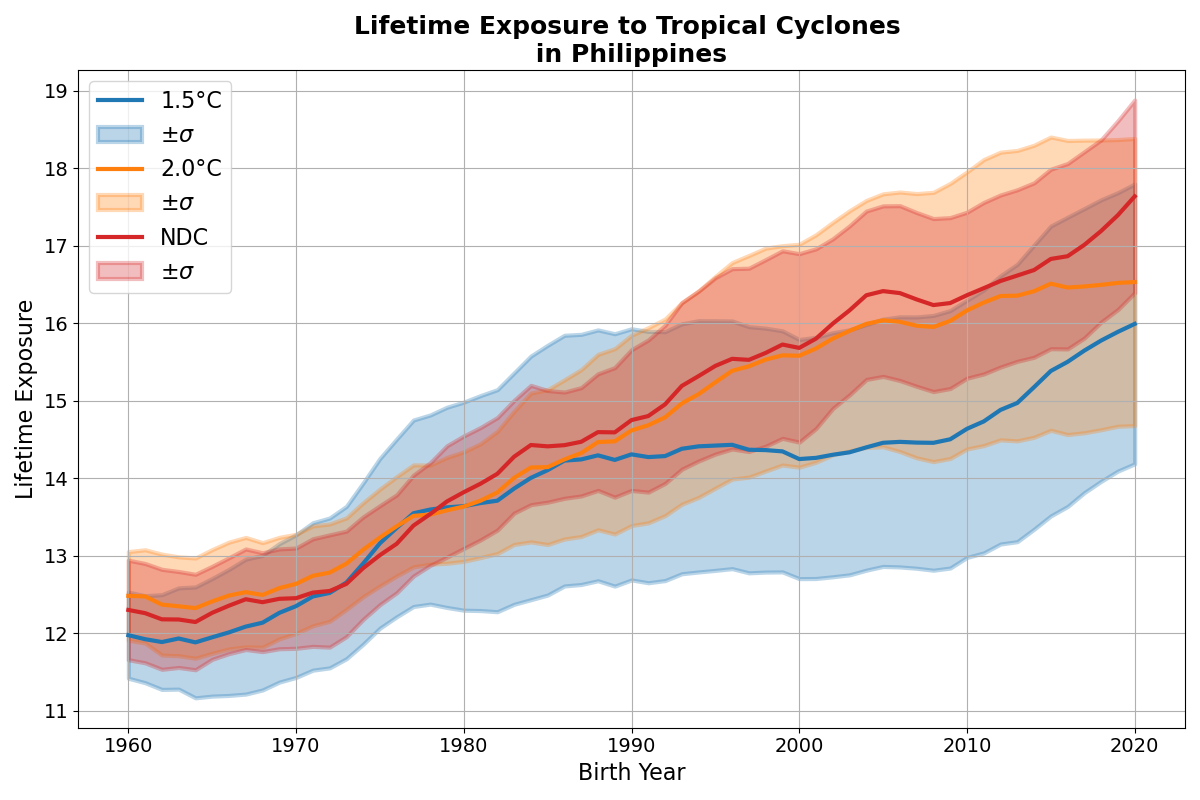 Lifetime Exposure to Tropical Cyclones
in Philippines
1.5°C
±σ
2.0°C
±σ
NDC
±σ
Lifetime Exposure
19
18
17
16
15
14
13
12
11
1960
1970
1980
1990
2000
2010
2020
Birth Year